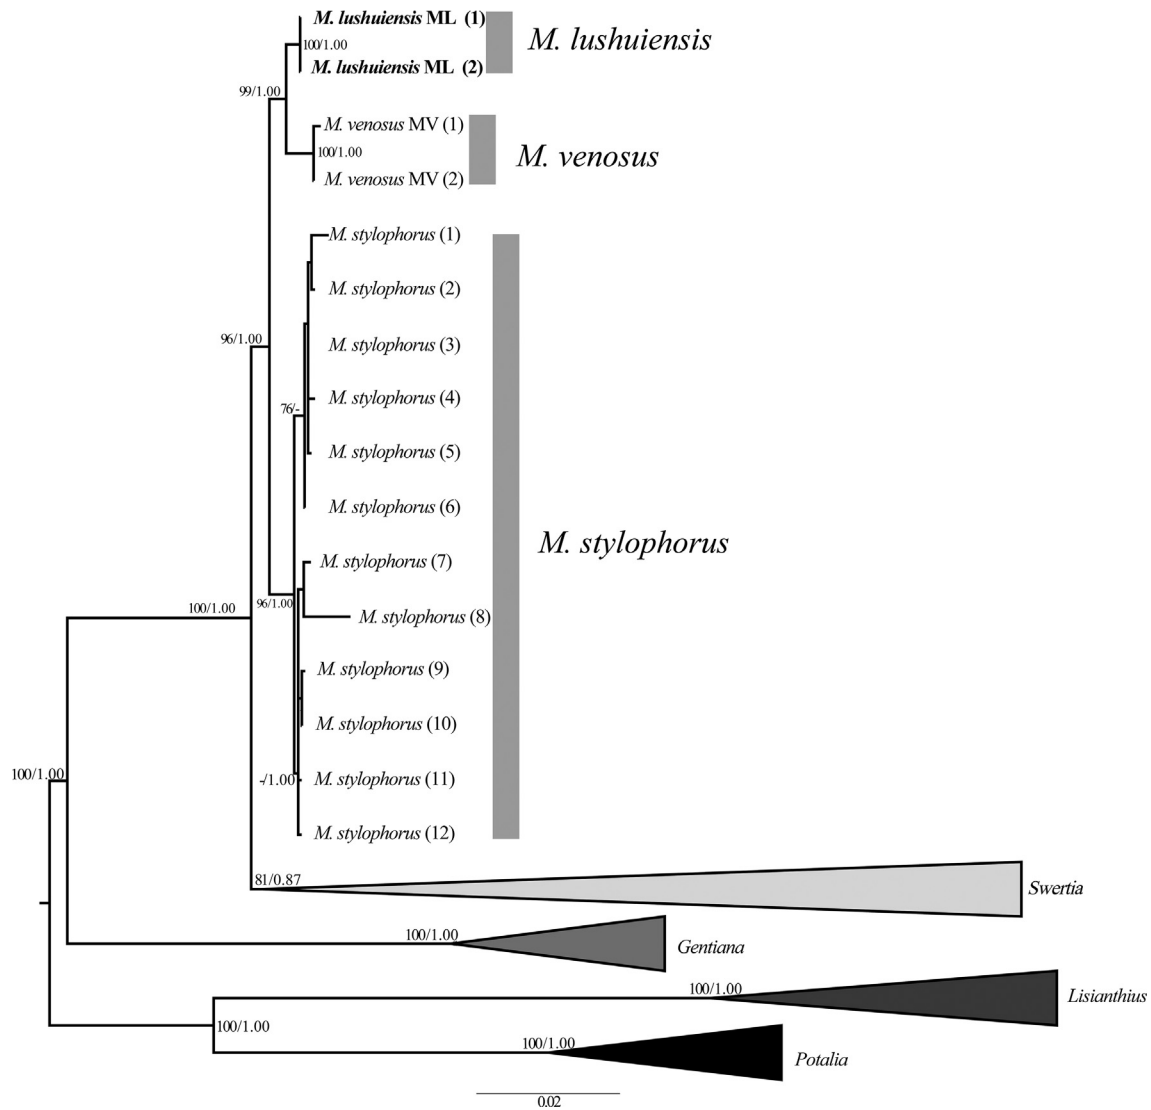 M. lushuiensis ML (1)
100/1.00
M. lushuiensis ML (2)
M. lushuiensis
99/1.00
M. venosus MV (1)
100/1.00
M. venosus MV (2)
M. venosus
M. stylophorus (1)
M. stylophorus (2)
96/1.00
M. stylophorus (3)
M. stylophorus (4)
76/-
M. stylophorus (5)
M. stylophorus (6)
M. stylophorus
M. stylophorus (7)
96/1.00
100/1.00
M. stylophorus (8)
M. stylophorus (9)
M. stylophorus (10)
100/1.00
-/1.00
M. stylophorus (11)
M. stylophorus (12)
81/0.87
Swertia
100/1.00
Gentiana
100/1.00
Lisianthius
100/1.00
100/1.00
Potalia
0.02